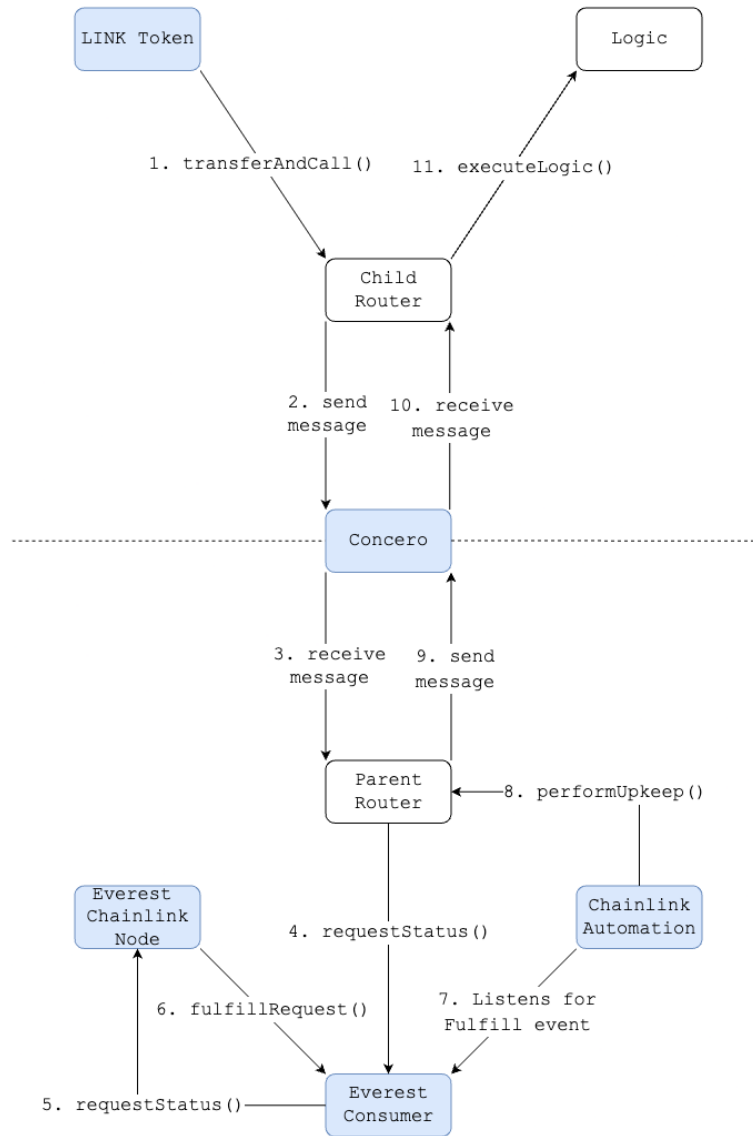 LINK Token
Logic
1. transferAndCall()
11. executeLogic()
Child
Router
2. send
message
10. receive
message
Concero
3. receive
message
9. send
message
Parent
Router
8. performUpkeep()
Everest
Chainlink
Node
Chainlink
Automation
4. requestStatus()
6. fulfillRequest()
7. Listens for
Fulfill event
5. requestStatus()
Everest
Consumer